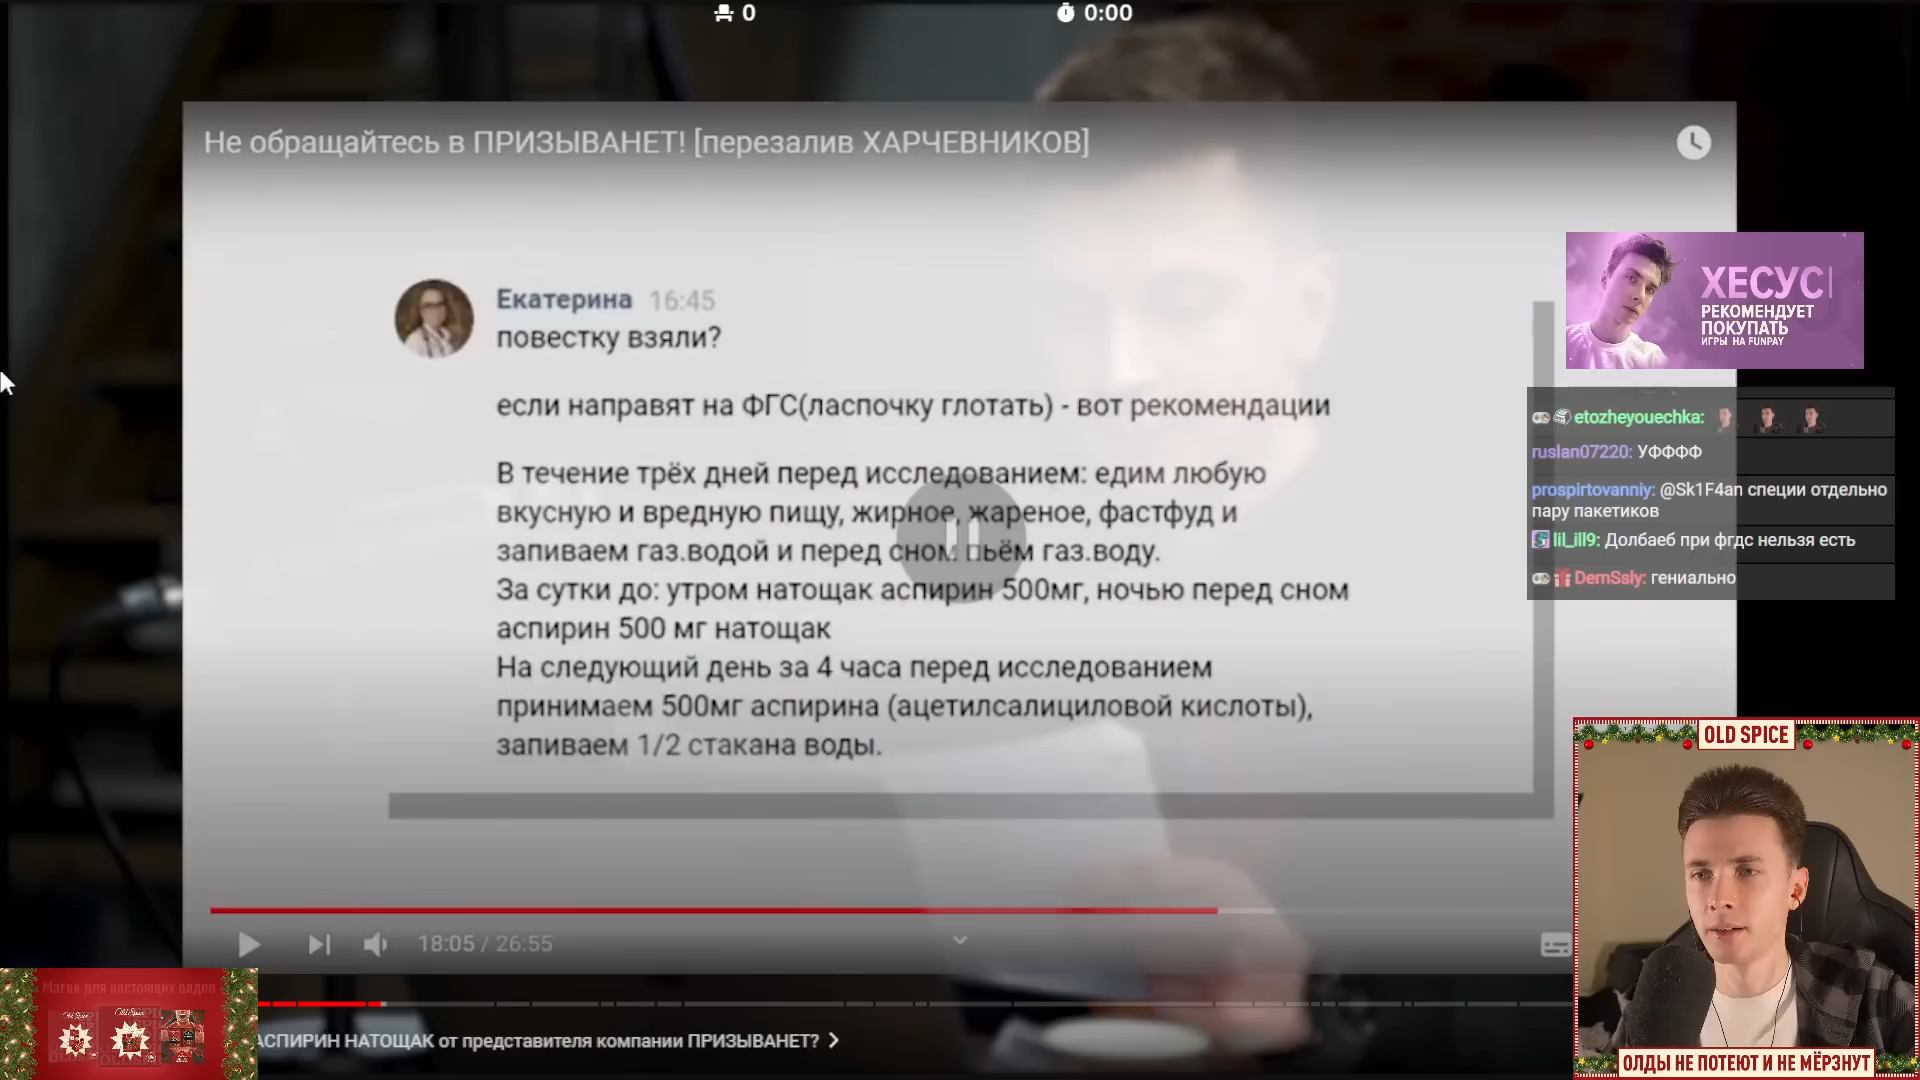 0
0:00
Не обращайтесь в ПРИЗЫВАНЕТ! [перезалив ХАРЧЕВНИКОВ]
Екатерина 16:45
повестку взяли?
если направят на ФГС(ласпочку глотать) - вот рекомендации
В течение трёх дней перед исследованием: едим любую
вкусную и вредную пищу, жирное, жареное, фастфуд и
запиваем газ.водой и перед сном пьём газ.воду.
За сутки до: утром натощак аспирин 500мг, ночью перед сном
аспирин 500 мг натощак
На следующий день за 4 часа перед исследованием
принимаем 500мг аспирина (ацетилсалициловой кислоты),
запиваем 1/2 стакана воды.
18:05 / 26:55
АСПИРИН НАТОЩАК от представителя компании ПРИЗЫВАНЕТ?
ХЕСУС
РЕКОМЕНДУЕТ
ПОКУПАТЬ
ИГРЫ НА FUNPAY
etozheyouechka:
ruslan07220: УФФФФ
prospirtovanniy: @Sk1F4an специи отдельно
пару пакетиков
lil_ill9: Долбаеб при фгдс нельзя есть
DemSsly: гениально
OLD SPICE
ОЛДЫ НЕ ПОТЕЮТ И НЕ МЁРЗНУТ
Магия для настоящих олдов